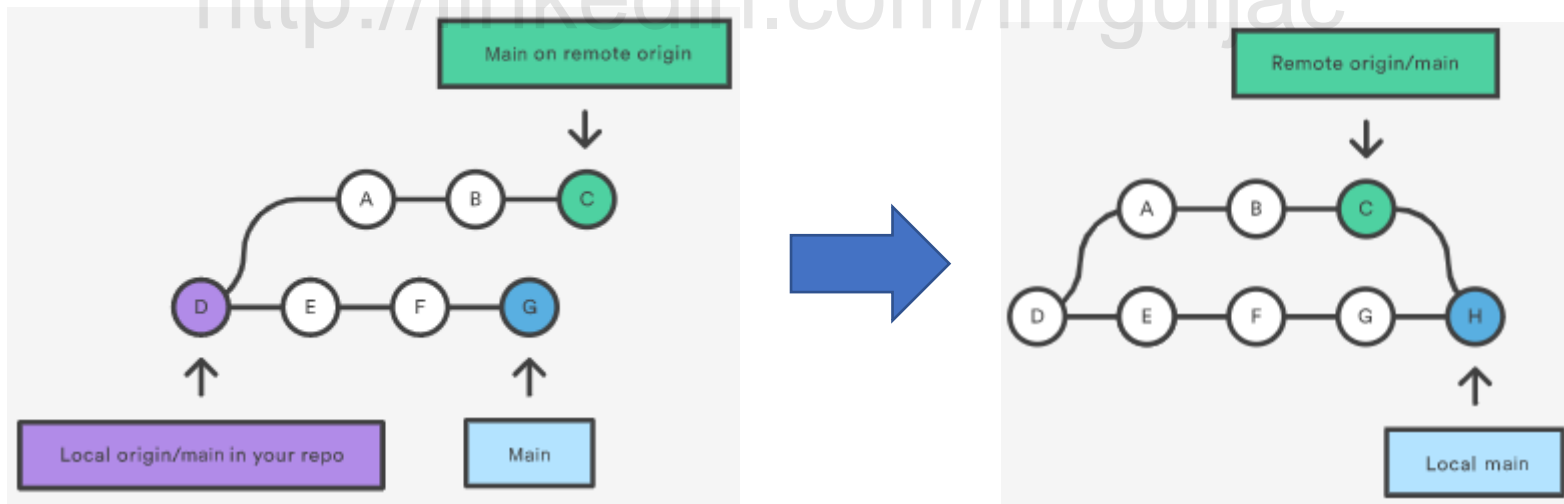 http://linkedin.com/in/guijac
Main on remote origin
Remote origin/main
A B C
A B C
D E F G
D E F G H
Local origin/main in your repo
Main
Local main